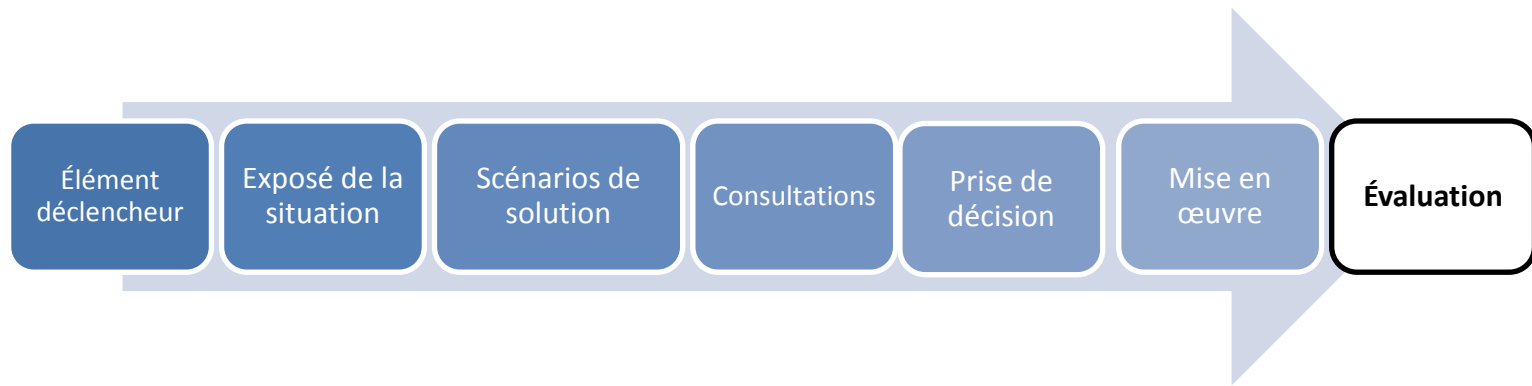 Élément
déclencheur
Exposé de la
situation
Scénarios de
solution
Consultations
Prise de
décision
Mise en
œuvre
Évaluation